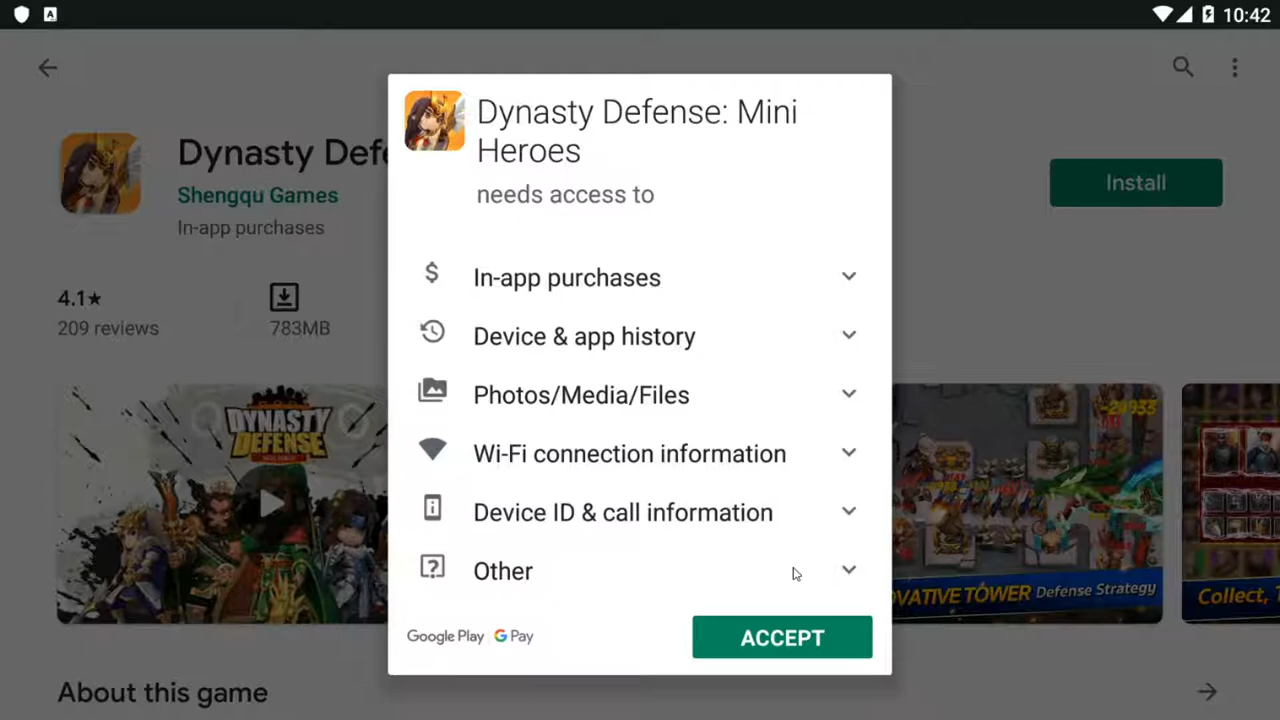 10:42
Dynasty Defense: Mini
Heroes
needs access to
In-app purchases
Device & app history
Photos/Media/Files
Wi-Fi connection information
Device ID & call information
Other
Google Play G Pay
ACCEPT
Dynasty Defe
Shengqu Games
In-app purchases
Install
4.1★
209 reviews
783MB
DYNASTY
DEFENSE
-24933
VATIVE TOWER Defense Strategy
Collect, T
About this game